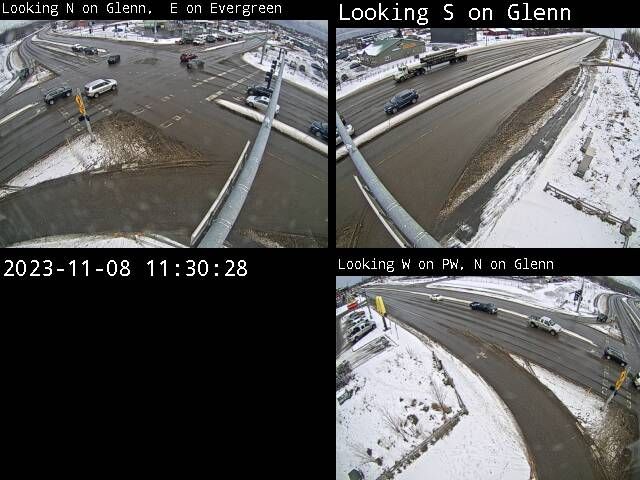 Looking N on Glenn,  E on Evergreen
Looking S on Glenn
2023-11-08 11:30:28
Looking W on PW, N on Glenn